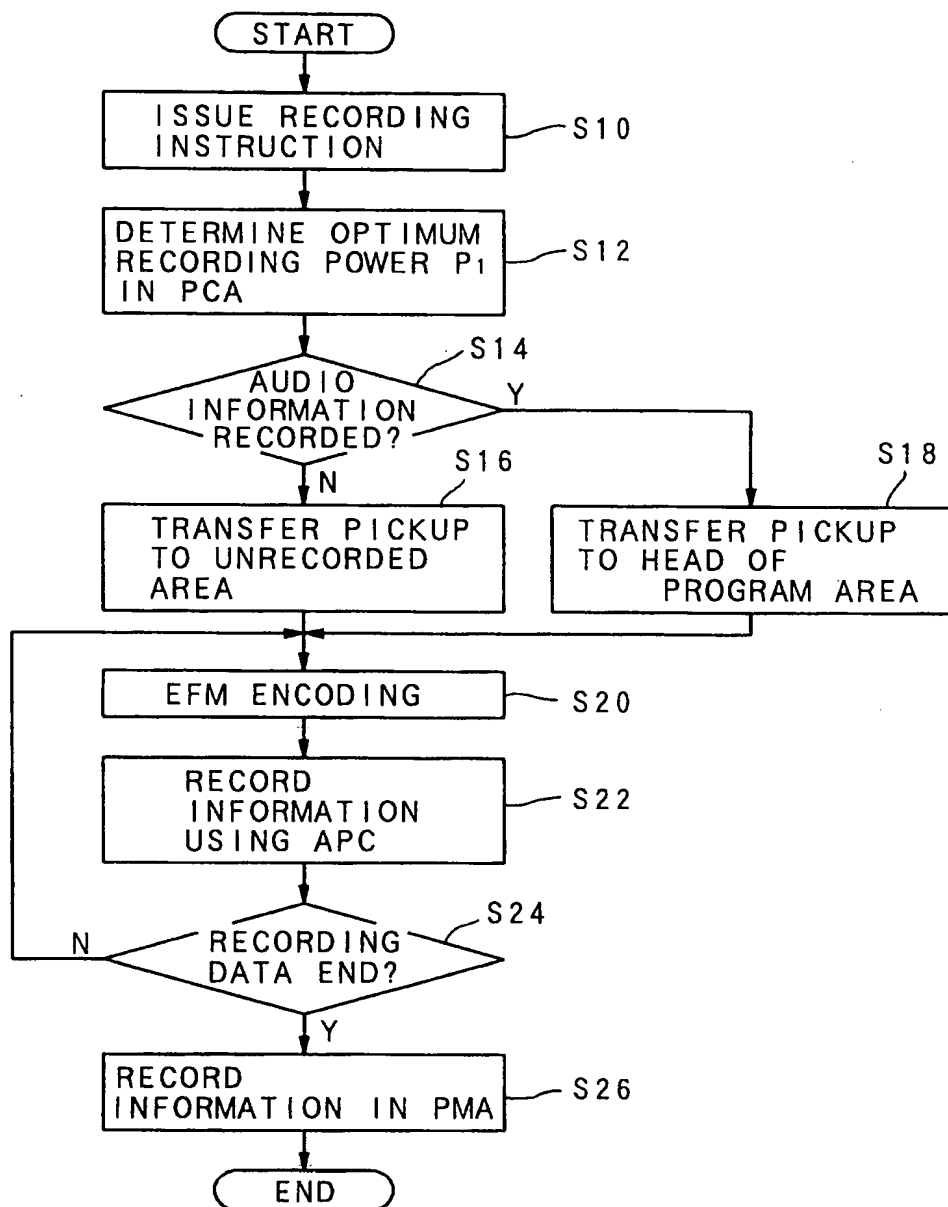 START
ISSUE RECORDING
INSTRUCTION
S10
DETERMINE OPTIMUM
RECORDING POWER P1
IN PCA
S12
S14
AUDIO
INFORMATION
RECORDED?
Y
N
S16
TRANSFER PICKUP
TO UNRECORDED
AREA
S18
TRANSFER PICKUP
TO HEAD OF
PROGRAM AREA
EFM ENCODING
S20
RECORD
INFORMATION
USING APC
S22
S24
RECORDING
DATA END?
N
Y
RECORD
INFORMATION IN PMA
S26
END